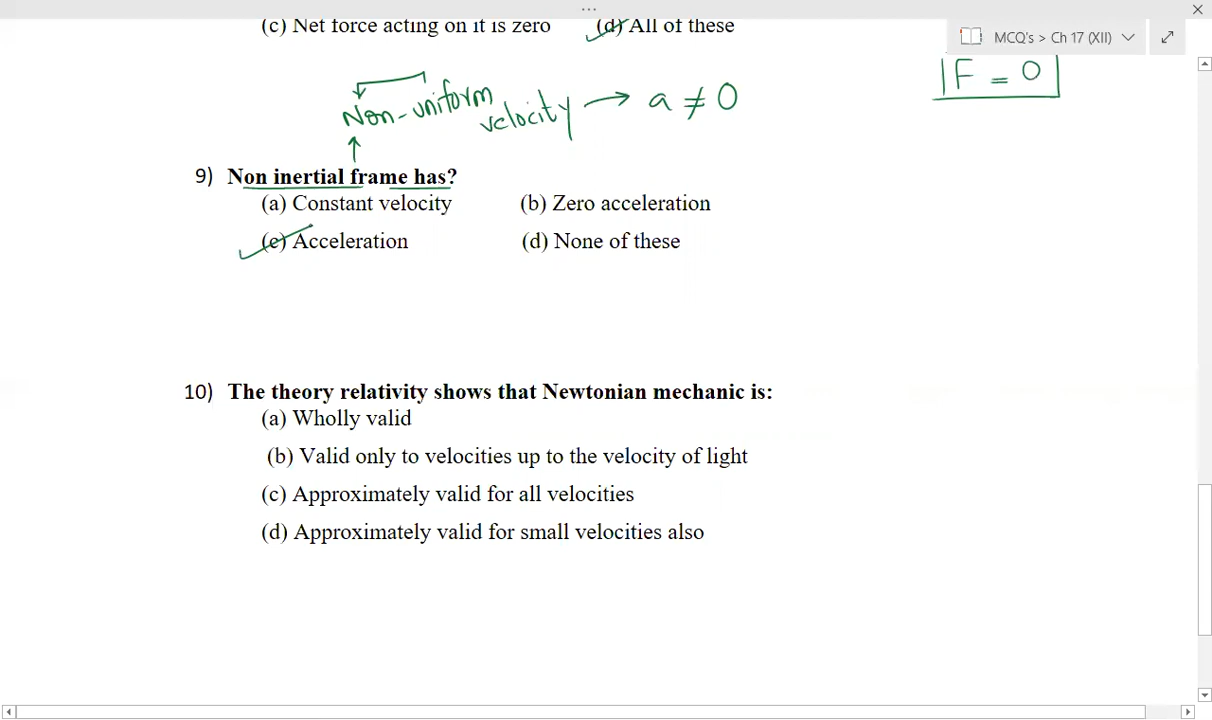 (c) Net force acting on it is zero (d) All of these
MCQ's > Ch 17 (XII)
F = 0
Non-uniform velocity → a ≠ 0
9) Non inertial frame has?
(a) Constant velocity (b) Zero acceleration
(c) Acceleration (d) None of these
10) The theory relativity shows that Newtonian mechanic is:
(a) Wholly valid
(b) Valid only to velocities up to the velocity of light
(c) Approximately valid for all velocities
(d) Approximately valid for small velocities also